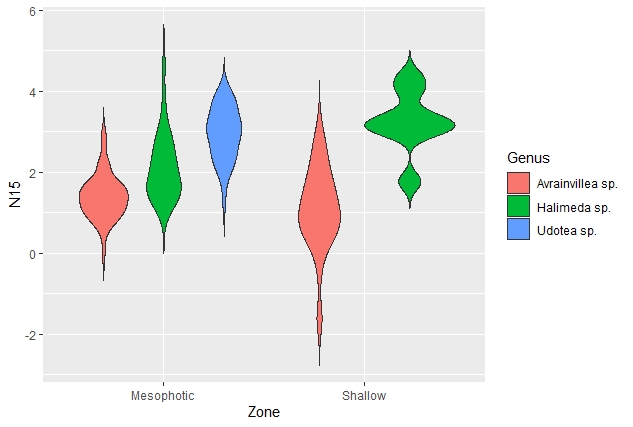 6
4
2
0
-2
N15
Mesophotic
Shallow
Zone
Genus
Avrainvillea sp.
Halimeda sp.
Udotea sp.